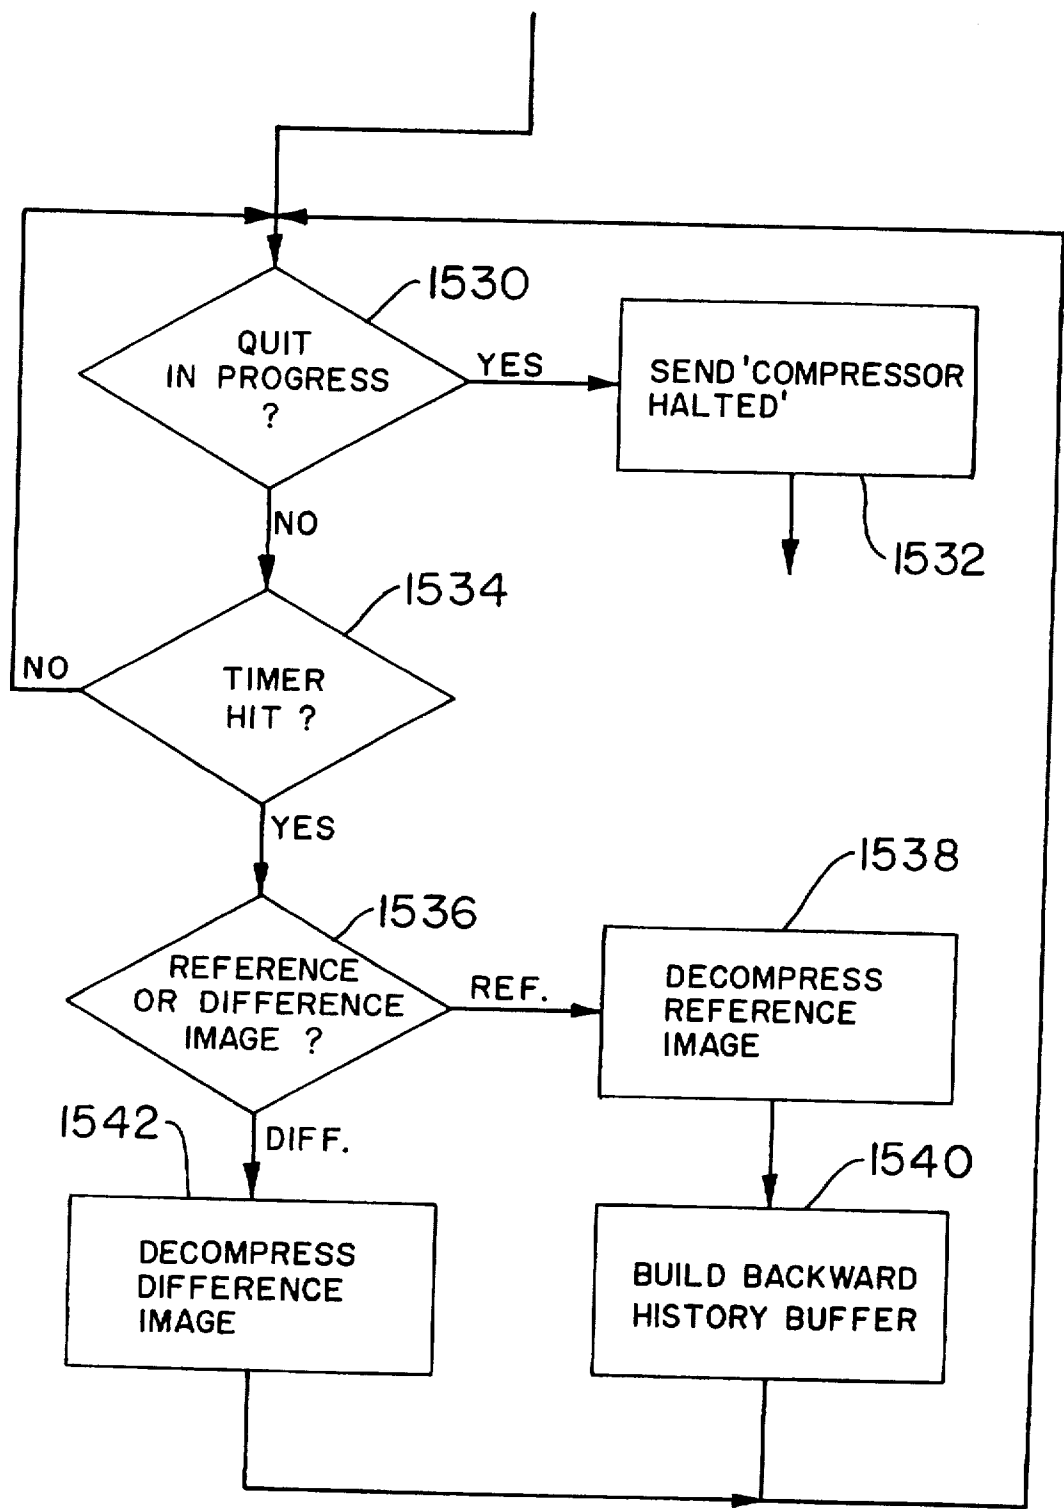 1530
QUIT
IN PROGRESS
?
YES
SEND 'COMPRESSOR
HALTED'
NO
1532
1534
NO
TIMER
HIT ?
YES
1538
1536
REFERENCE
OR DIFFERENCE
IMAGE ?
REF.
DECOMPRESS
REFERENCE
IMAGE
1542
DIFF.
1540
DECOMPRESS
DIFFERENCE
IMAGE
BUILD BACKWARD
HISTORY BUFFER